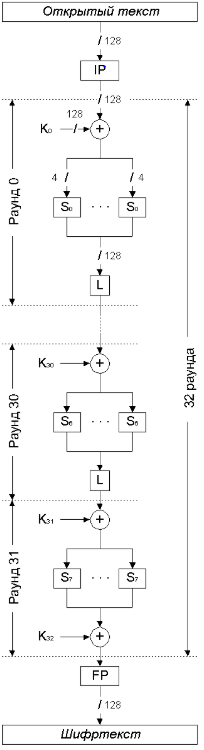 Открытый текст
128
IP
128
128
K0
+
4
4
S0 · · · S0
128
L
Раунд 0
K30
+
S6 · · · S6
L
Раунд 30
32 раунда
K31
+
S7 · · · S7
K32
+
Раунд 31
FP
128
Шифртекст